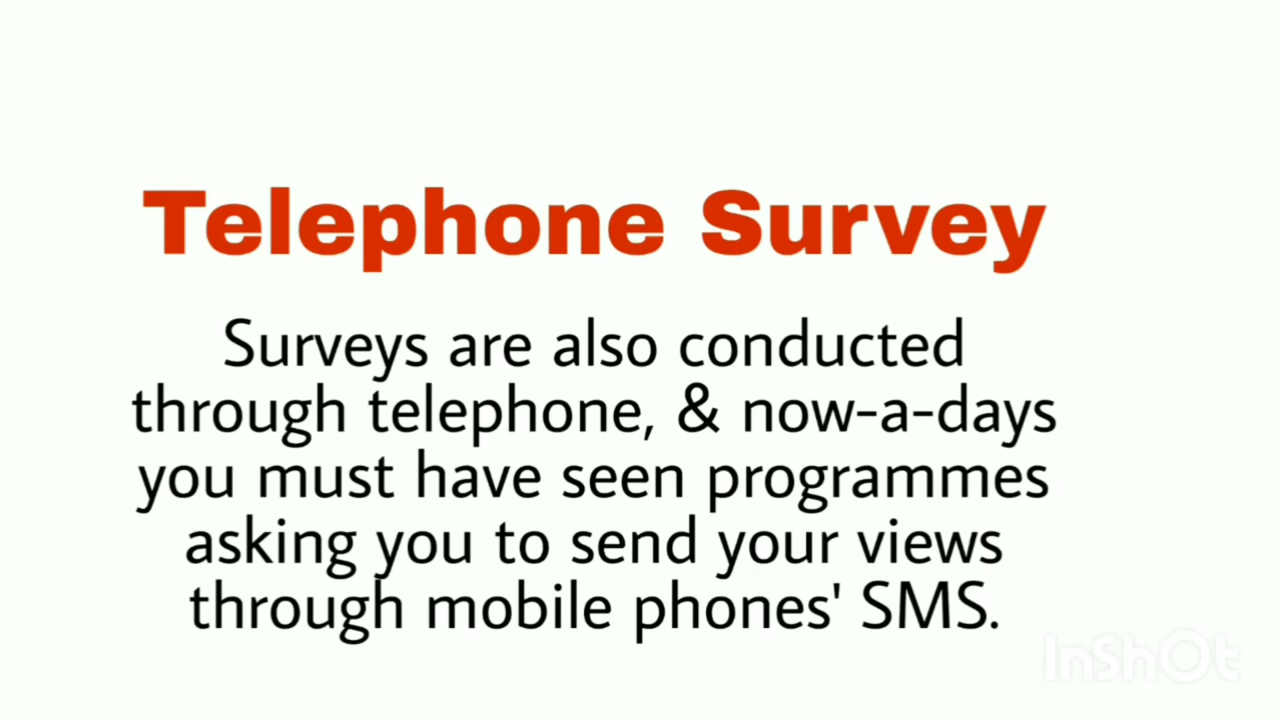 Telephone Survey
Surveys are also conducted
through telephone, & now-a-days
you must have seen programmes
asking you to send your views
through mobile phones' SMS.
InShOt